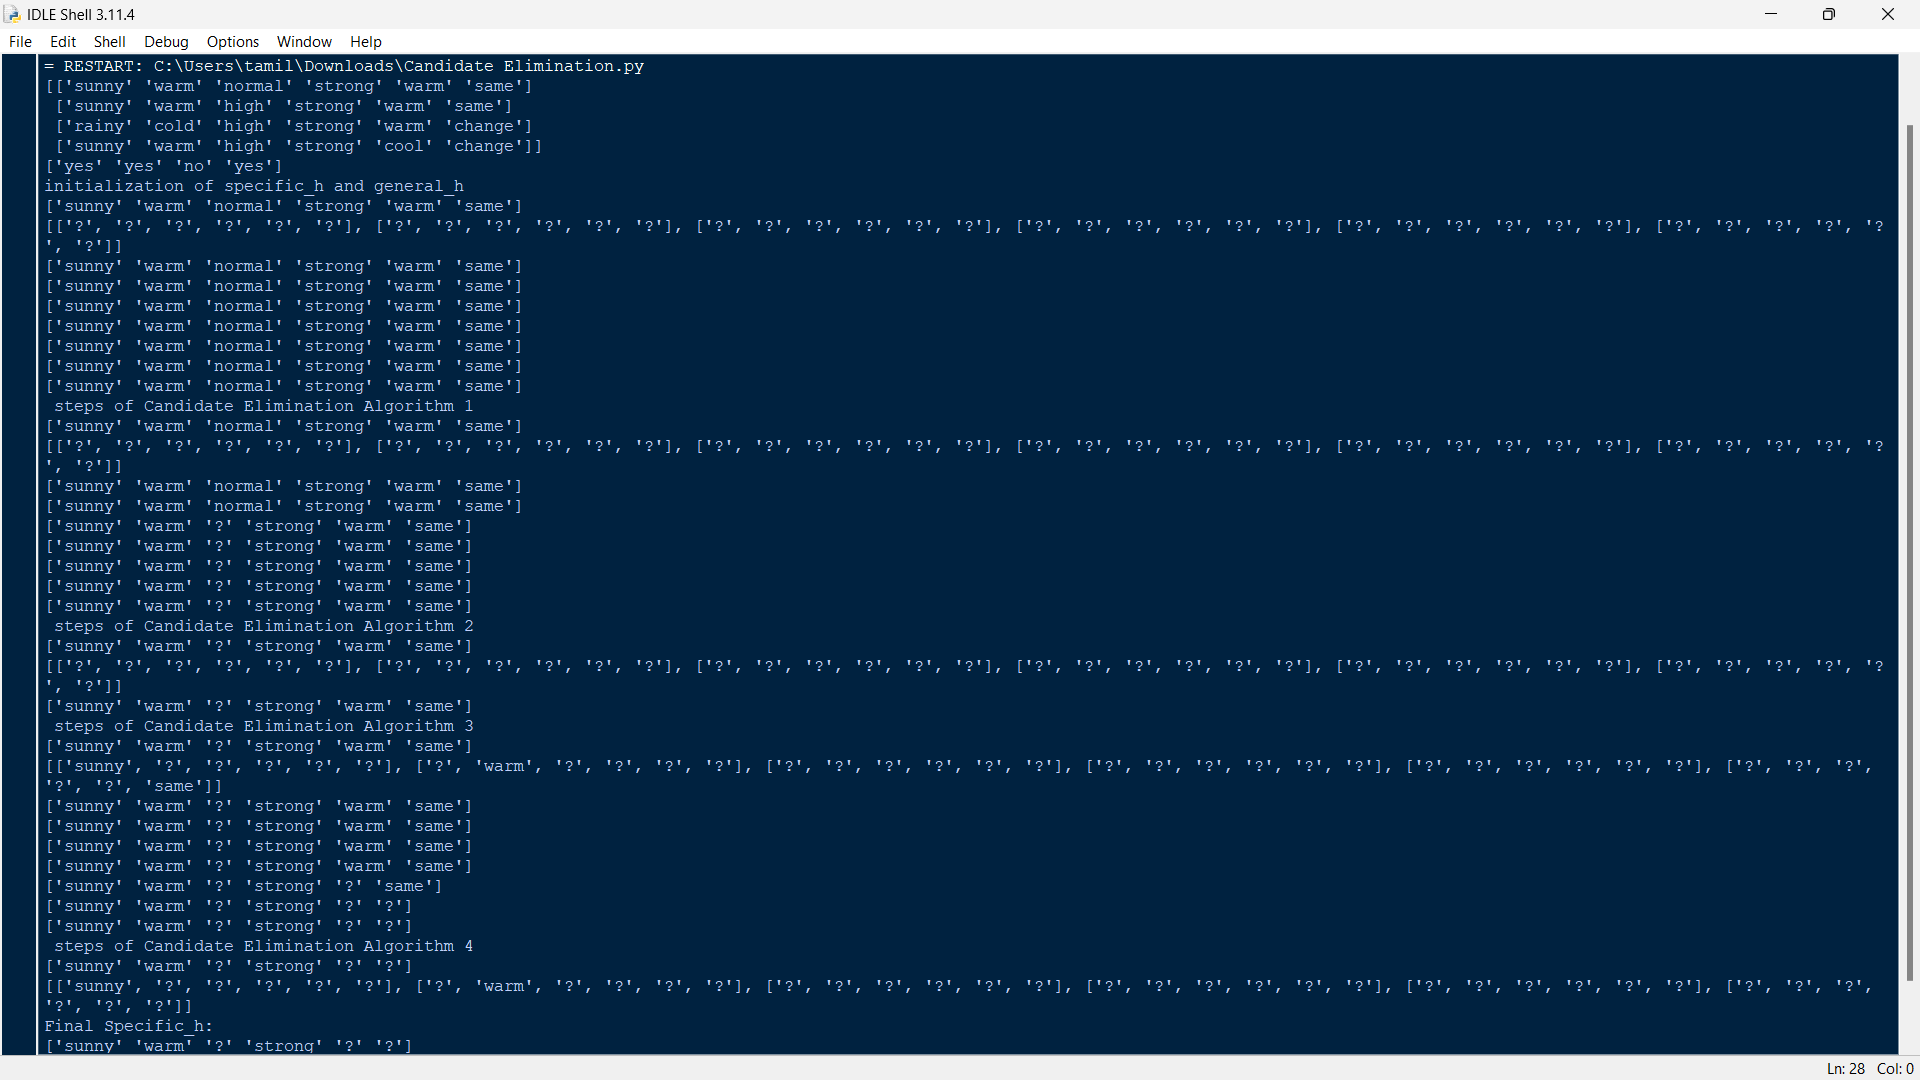 IDLE Shell 3.11.4
File Edit Shell Debug Options Window Help
= RESTART: C:\Users\tamil\Downloads\Candidate Elimination.py
[['sunny' 'warm' 'normal' 'strong' 'warm' 'same']
 ['sunny' 'warm' 'high' 'strong' 'warm' 'same']
 ['rainy' 'cold' 'high' 'strong' 'warm' 'change']
 ['sunny' 'warm' 'high' 'strong' 'cool' 'change']]
['yes' 'yes' 'no' 'yes']
initialization of specific_h and general_h
['sunny' 'warm' 'normal' 'strong' 'warm' 'same']
[['?', '?', '?', '?', '?', '?'], ['?', '?', '?', '?', '?', '?'], ['?', '?', '?', '?', '?', '?'], ['?', '?', '?', '?', '?', '?'], ['?', '?', '?', '?', '?', '?'], ['?', '?', '?', '?', '?
', '?']]
['sunny' 'warm' 'normal' 'strong' 'warm' 'same']
['sunny' 'warm' 'normal' 'strong' 'warm' 'same']
['sunny' 'warm' 'normal' 'strong' 'warm' 'same']
['sunny' 'warm' 'normal' 'strong' 'warm' 'same']
['sunny' 'warm' 'normal' 'strong' 'warm' 'same']
['sunny' 'warm' 'normal' 'strong' 'warm' 'same']
['sunny' 'warm' 'normal' 'strong' 'warm' 'same']
 steps of Candidate Elimination Algorithm 1
['sunny' 'warm' 'normal' 'strong' 'warm' 'same']
[['?', '?', '?', '?', '?', '?'], ['?', '?', '?', '?', '?', '?'], ['?', '?', '?', '?', '?', '?'], ['?', '?', '?', '?', '?', '?'], ['?', '?', '?', '?', '?', '?'], ['?', '?', '?', '?', '?
', '?']]
['sunny' 'warm' 'normal' 'strong' 'warm' 'same']
['sunny' 'warm' 'normal' 'strong' 'warm' 'same']
['sunny' 'warm' '?' 'strong' 'warm' 'same']
['sunny' 'warm' '?' 'strong' 'warm' 'same']
['sunny' 'warm' '?' 'strong' 'warm' 'same']
['sunny' 'warm' '?' 'strong' 'warm' 'same']
['sunny' 'warm' '?' 'strong' 'warm' 'same']
 steps of Candidate Elimination Algorithm 2
['sunny' 'warm' '?' 'strong' 'warm' 'same']
[['?', '?', '?', '?', '?', '?'], ['?', '?', '?', '?', '?', '?'], ['?', '?', '?', '?', '?', '?'], ['?', '?', '?', '?', '?', '?'], ['?', '?', '?', '?', '?', '?'], ['?', '?', '?', '?', '?
', '?']]
['sunny' 'warm' '?' 'strong' 'warm' 'same']
 steps of Candidate Elimination Algorithm 3
['sunny' 'warm' '?' 'strong' 'warm' 'same']
[['sunny', '?', '?', '?', '?', '?'], ['?', 'warm', '?', '?', '?', '?'], ['?', '?', '?', '?', '?', '?'], ['?', '?', '?', '?', '?', '?'], ['?', '?', '?', '?', '?', '?'], ['?', '?', '?',
'?', '?', 'same']]
['sunny' 'warm' '?' 'strong' 'warm' 'same']
['sunny' 'warm' '?' 'strong' 'warm' 'same']
['sunny' 'warm' '?' 'strong' 'warm' 'same']
['sunny' 'warm' '?' 'strong' 'warm' 'same']
['sunny' 'warm' '?' 'strong' '?' 'same']
['sunny' 'warm' '?' 'strong' '?' '?']
['sunny' 'warm' '?' 'strong' '?' '?']
 steps of Candidate Elimination Algorithm 4
['sunny' 'warm' '?' 'strong' '?' '?']
[['sunny', '?', '?', '?', '?', '?'], ['?', 'warm', '?', '?', '?', '?'], ['?', '?', '?', '?', '?', '?'], ['?', '?', '?', '?', '?', '?'], ['?', '?', '?', '?', '?', '?'], ['?', '?', '?',
'?', '?', '?']]
Final Specific_h:
['sunny' 'warm' '?' 'strong' '?' '?']
Ln: 28 Col: 0